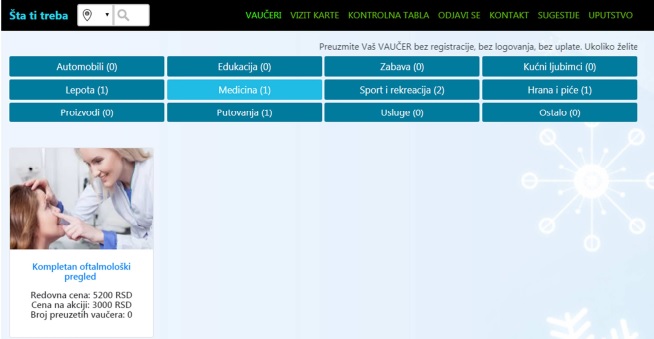 Šta ti treba VAUČERI VIZIT KARTE KONTROLNA TABLA ODJAVI SE KONTAKT SUGESTIJE UPUTSTVO
Preuzmite Vaš VAUČER bez registracije, bez logovanja, bez uplate. Ukoliko želite
Automobili (0) Edukacija (0) Zabava (0) Kućni ljubimci (0)
Lepota (1) Medicina (1) Sport i rekreacija (2) Hrana i piće (1)
Proizvodi (0) Putovanja (1) Usluge (0) Ostalo (0)
Kompletan oftalmološki
pregled
Redovna cena: 5200 RSD
Cena na akciji: 3000 RSD
Broj preuzetih vaučera: 0